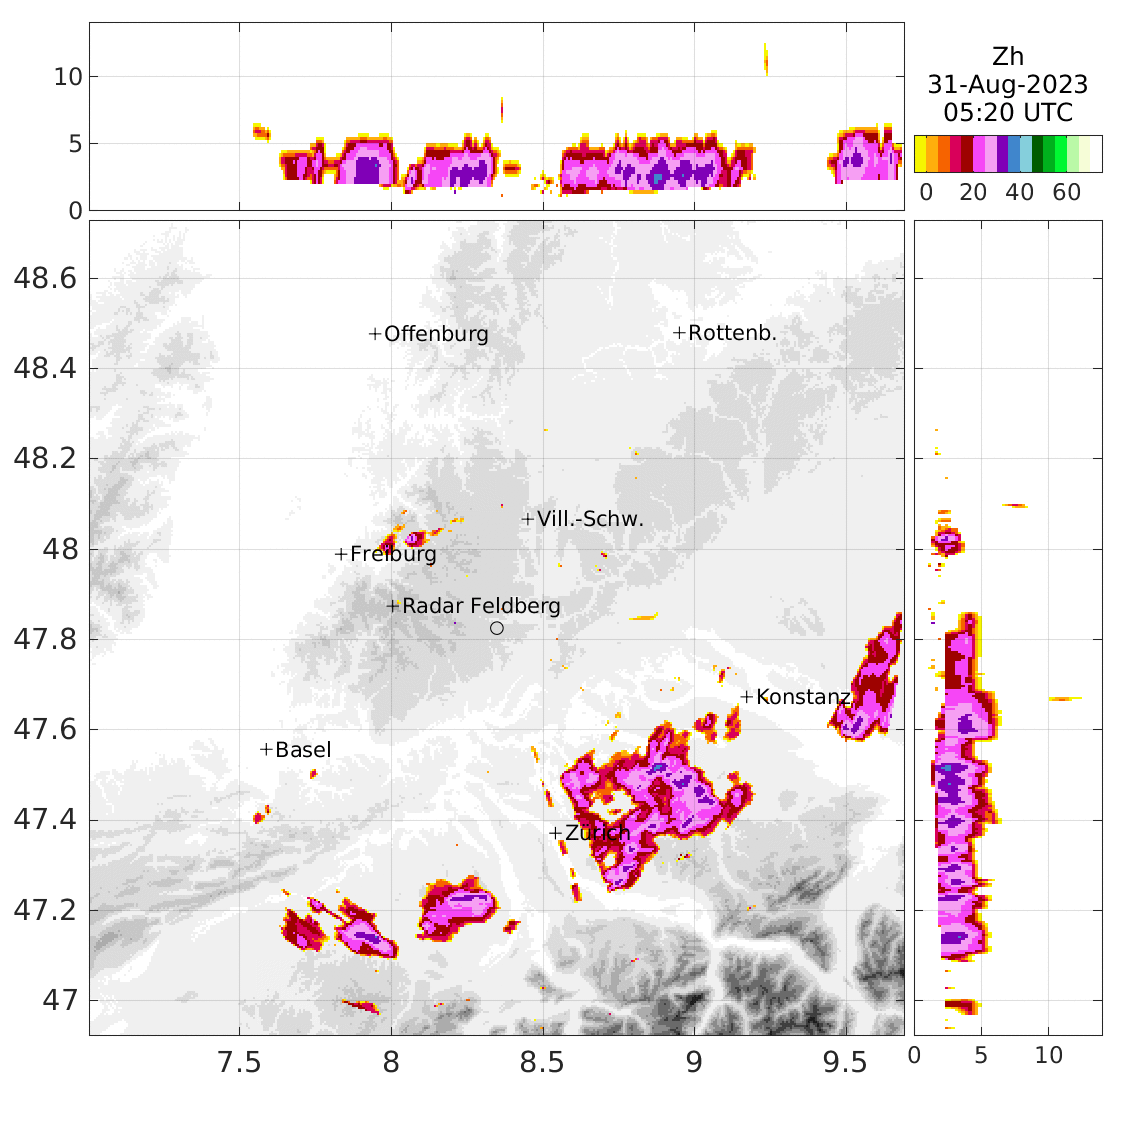 10
5
0
Zh
31-Aug-2023
05:20 UTC
0 20 40 60
48.6
48.4
48.2
48
47.8
47.6
47.4
47.2
47
Offenburg
Rottenb.
Vill.-Schw.
Freiburg
Radar Feldberg
Konstanz
Basel
Zürich
7.5 8 8.5 9 9.5
0 5 10